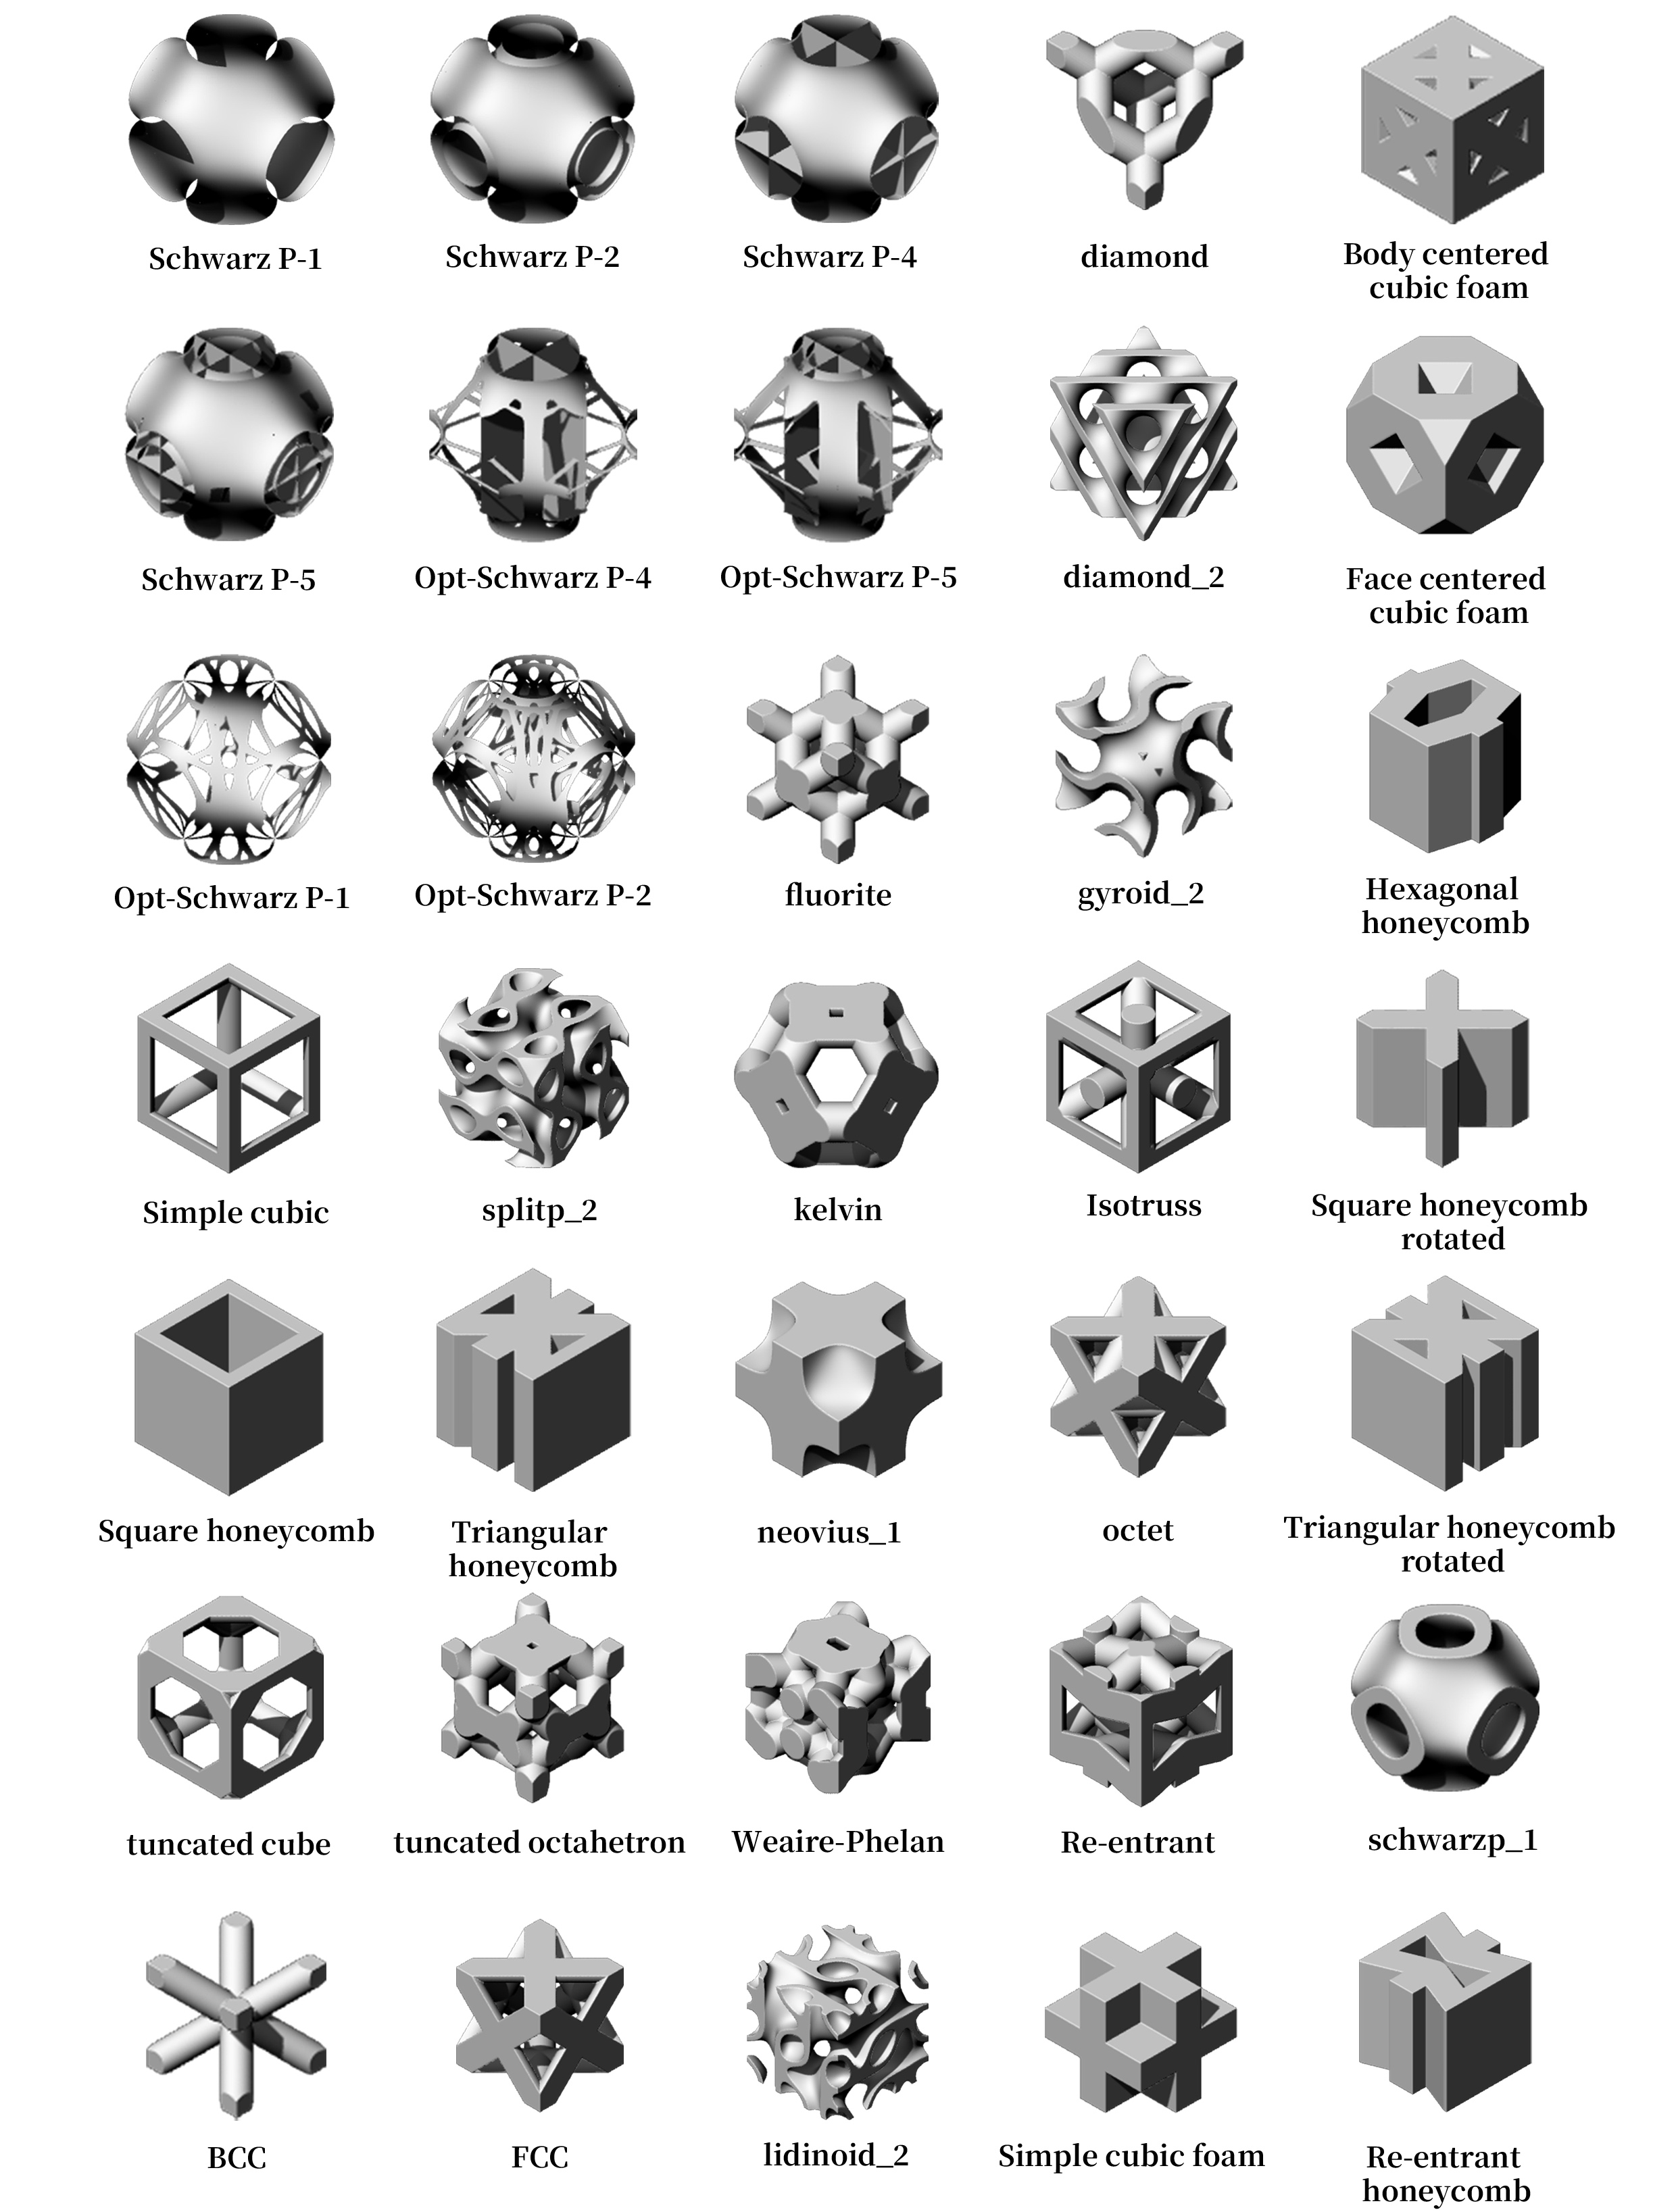 Schwarz P-1
Schwarz P-2
Schwarz P-4
diamond
Body centered
cubic foam
Schwarz P-5
Opt-Schwarz P-4
Opt-Schwarz P-5
diamond_2
Face centered
cubic foam
Opt-Schwarz P-1
Opt-Schwarz P-2
fluorite
gyroid_2
Hexagonal
honeycomb
Simple cubic
splitp_2
kelvin
Isotruss
Square honeycomb
rotated
Square honeycomb
Triangular
honeycomb
neovius_1
octet
Triangular honeycomb
rotated
tuncated cube
tuncated octahetron
Weaire-Phelan
Re-entrant
schwarzp_1
BCC
FCC
lidinoid_2
Simple cubic foam
Re-entrant
honeycomb